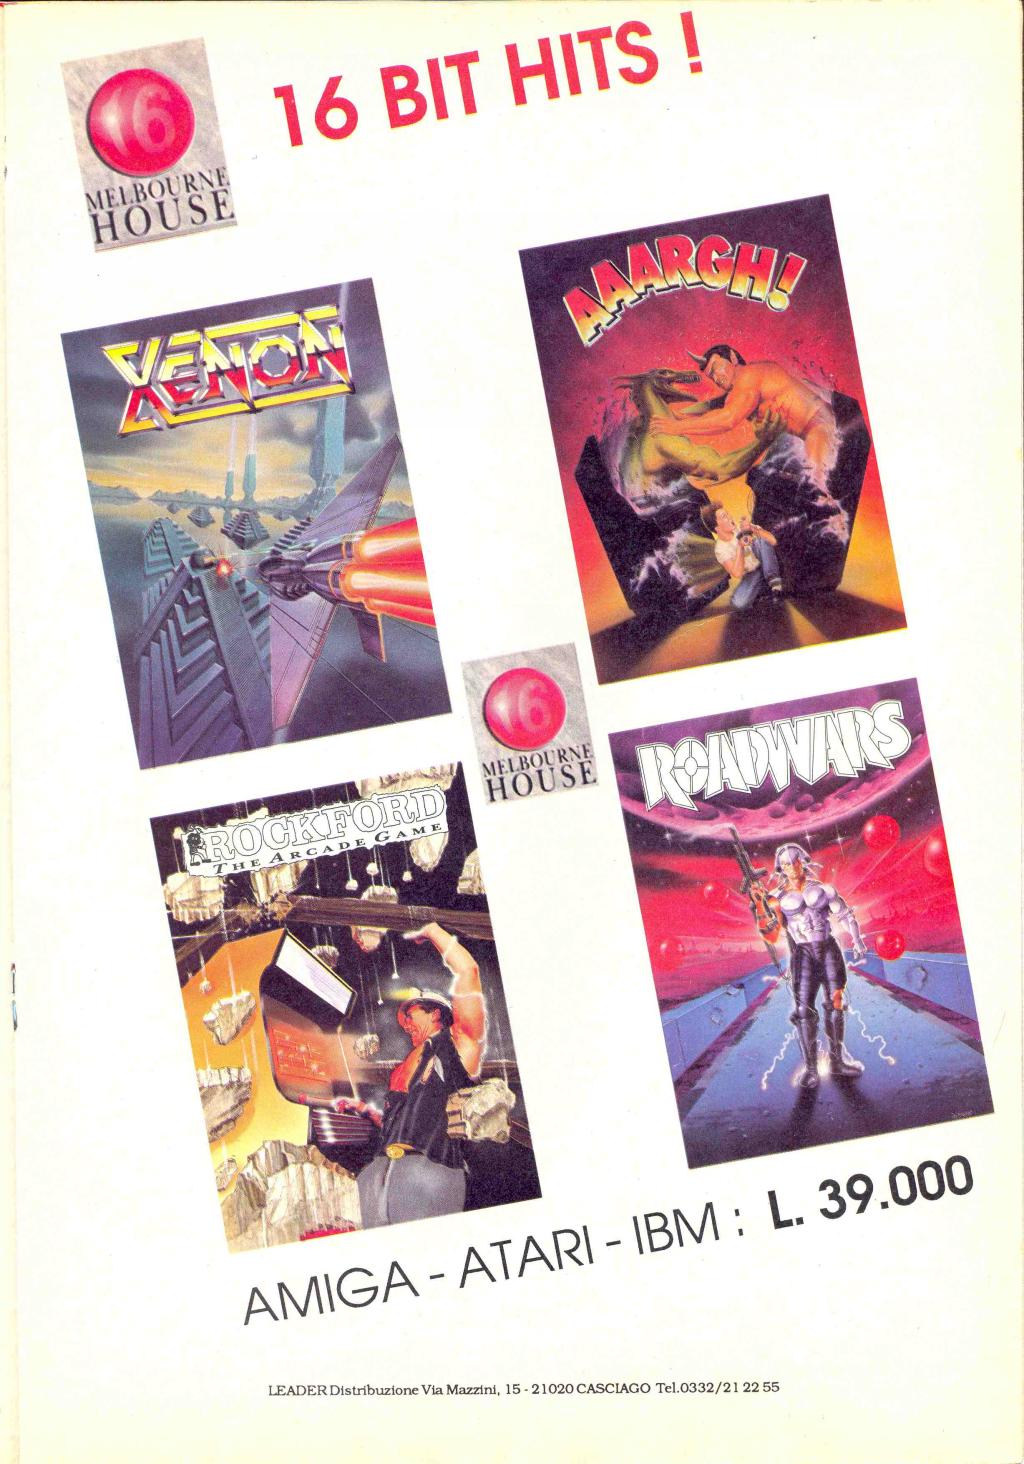 16
MELBOURNE
HOUSE
16 BIT HITS !
XENON
AAARGH!
16
MELBOURNE
HOUSE
ROCKFORD
THE ARCADE GAME
ROADWARS
AMIGA - ATARI - IBM : L. 39.000
LEADER Distribuzione Via Mazzini, 15 - 21020 CASCIAGO Tel.0332/21 22 55